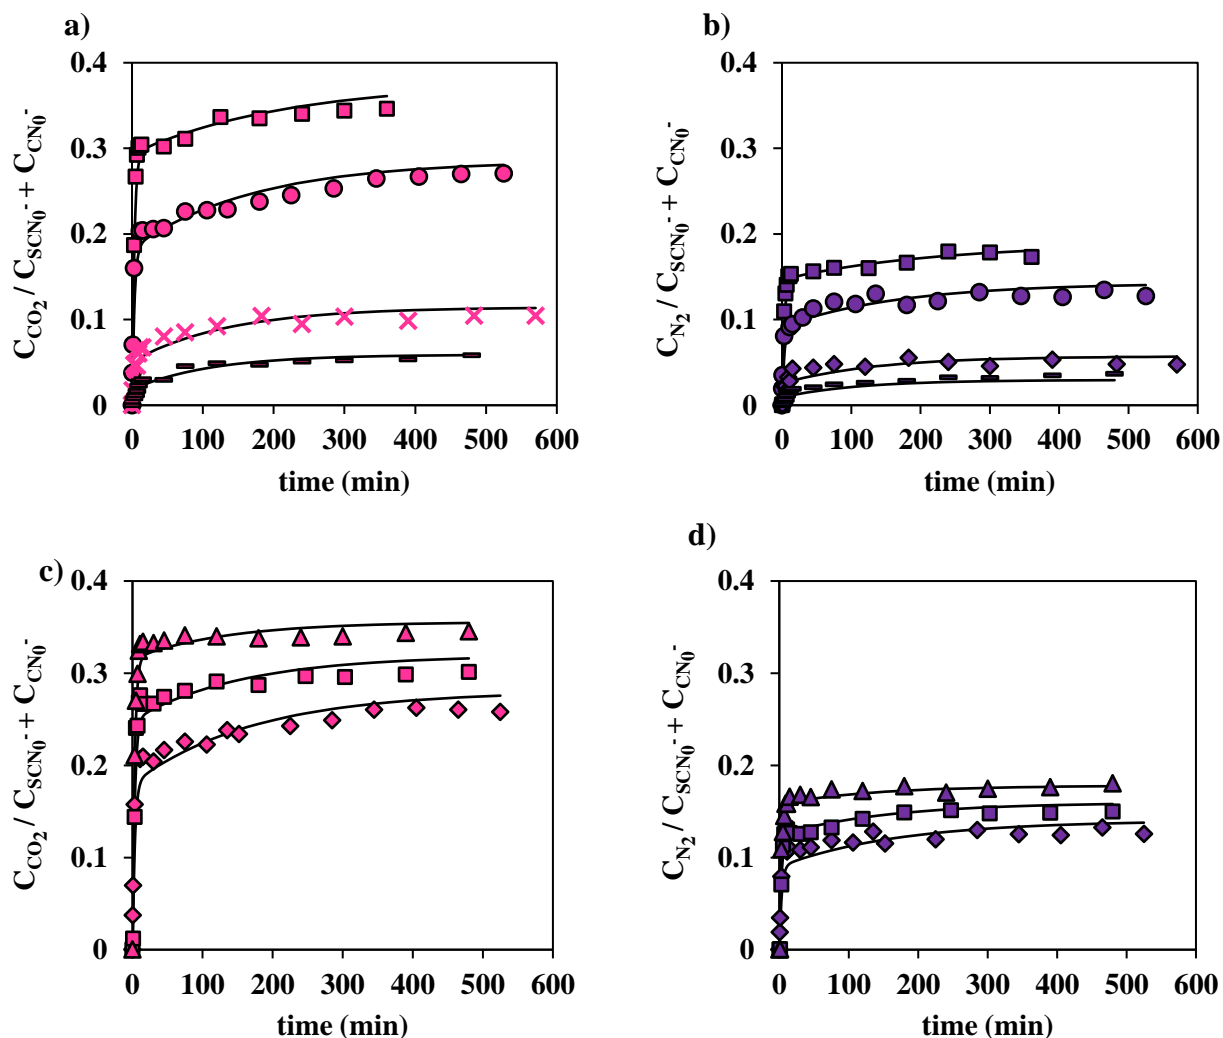 a)
C_CO2 / C_SCN0^- + C_CN0^-
0.4
0.3
0.2
0.1
0
0 100 200 300 400 500 600
time (min)
b)
C_N2 / C_SCN0^- + C_CN0^-
0.4
0.3
0.2
0.1
0
0 100 200 300 400 500 600
time (min)
c)
C_CO2 / C_SCN0^- + C_CN0^-
0.4
0.3
0.2
0.1
0
0 100 200 300 400 500 600
time (min)
d)
C_N2 / C_SCN0^- + C_CN0^-
0.4
0.3
0.2
0.1
0
0 100 200 300 400 500 600
time (min)